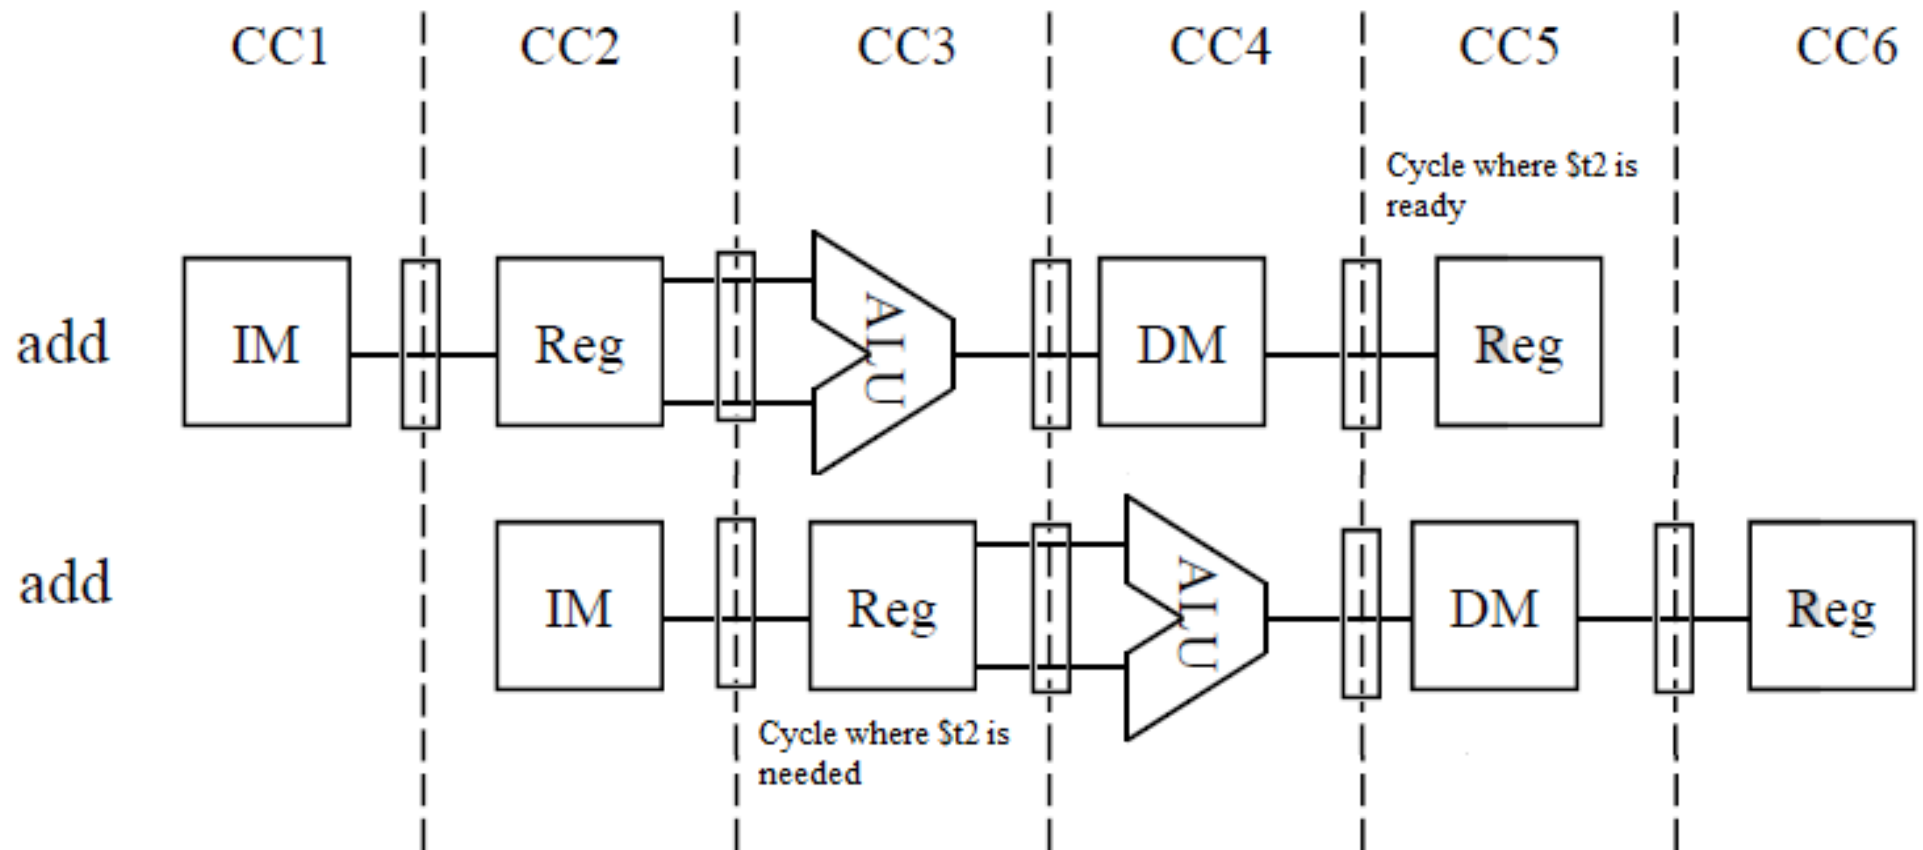 CC1 CC2 CC3 CC4 CC5 CC6
Cycle where $t2 is
ready
add IM Reg ALU DM Reg
add IM Reg ALU DM Reg
Cycle where $t2 is
needed